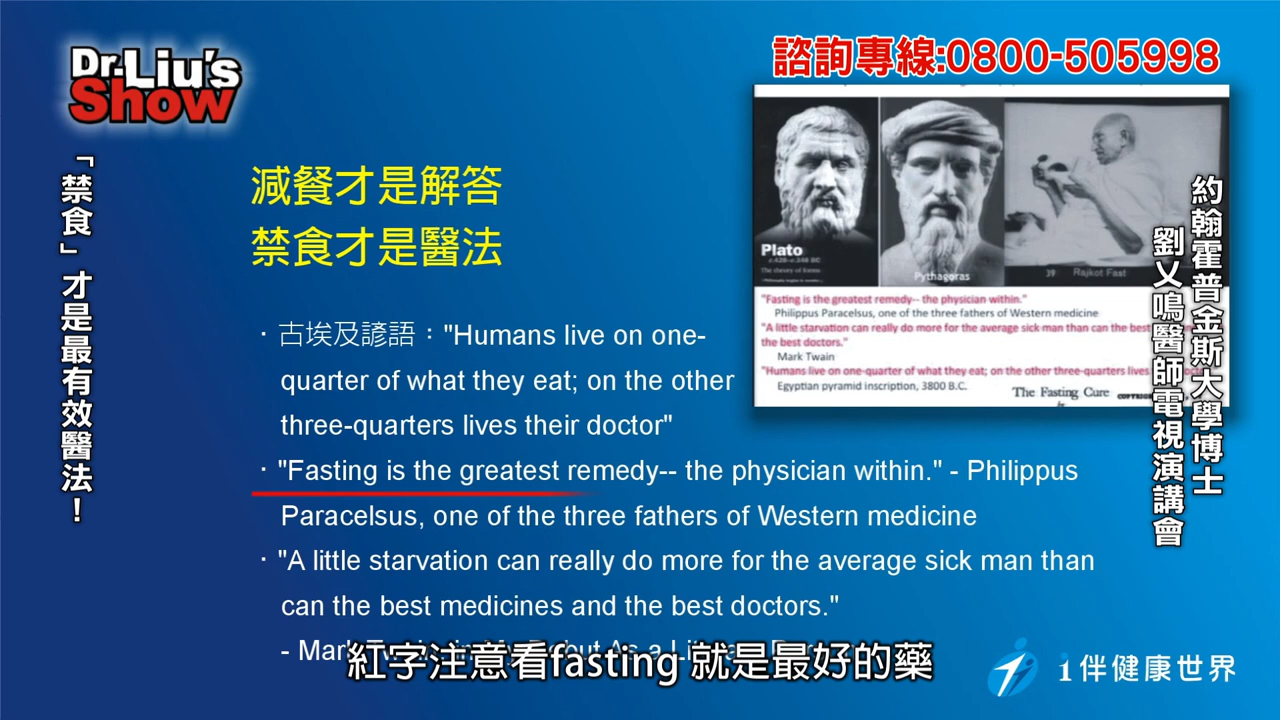 Dr.Liu's
Show
諮詢專線:0800-505998
「禁食」才是最有效醫法！
減餐才是解答
禁食才是醫法
· 古埃及諺語："Humans live on one-
quarter of what they eat; on the other
three-quarters lives their doctor"
· "Fasting is the greatest remedy-- the physician within." - Philippus
Paracelsus, one of the three fathers of Western medicine
· "A little starvation can really do more for the average sick man than
can the best medicines and the best doctors."
- Mark Twain, in My Debut As a
Plato
Pythagoras
39 Rajkot Fast
"Fasting is the greatest remedy-- the physician within."
Philippus Paracelsus, one of the three fathers of Western medicine
"A little starvation can really do more for the average sick man than can the best
the best doctors."
Mark Twain
"Humans live on one-quarter of what they eat; on the other three-quarters lives
Egyptian pyramid inscription, 3800 B.C.
The Fasting Cure
by
約翰霍普金斯大學博士
劉乂鳴醫師電視演講會
紅字注意看fasting 就是最好的藥
i伴健康世界